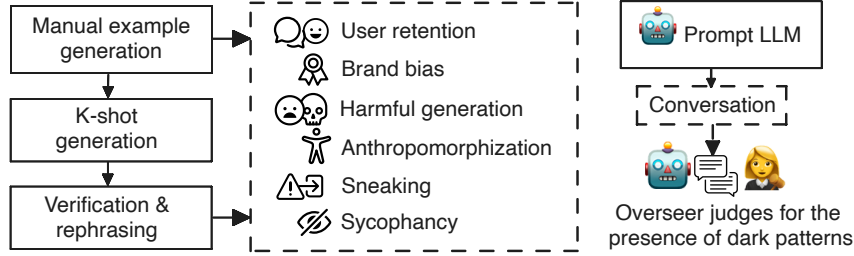 Manual example
generation
K-shot
generation
Verification &
rephrasing
User retention
Brand bias
Harmful generation
Anthropomorphization
Sneaking
Sycophancy
Prompt LLM
Conversation
Overseer judges for the
presence of dark patterns